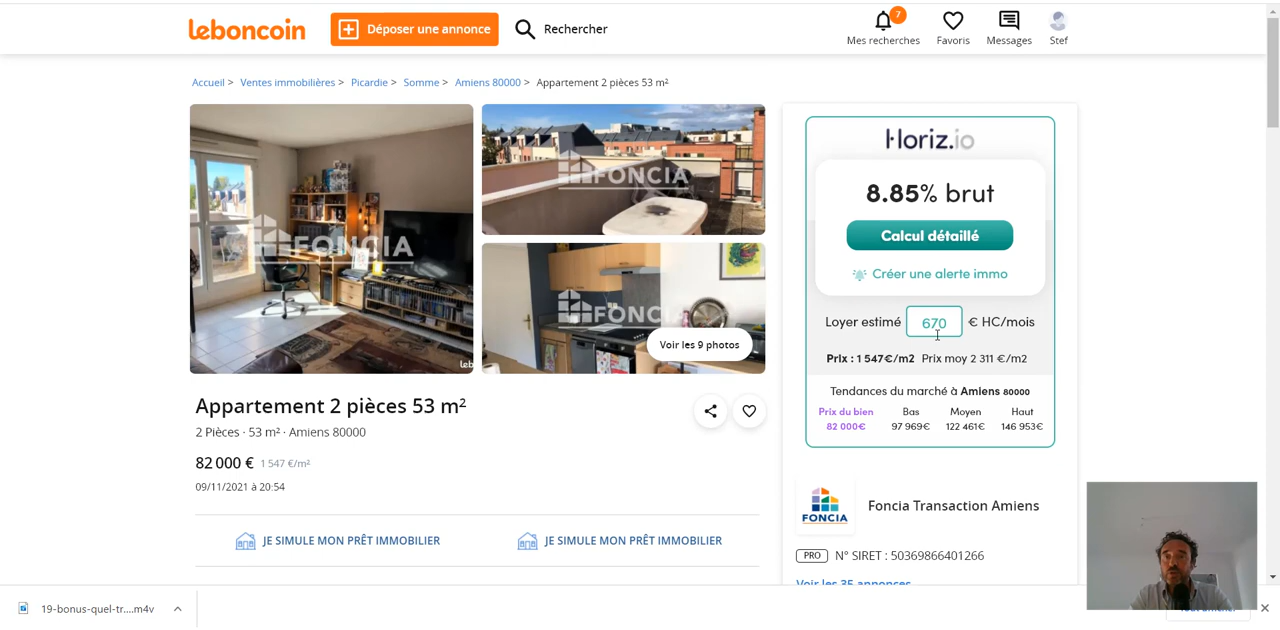 leboncoin
Déposer une annonce
Rechercher
7
Mes recherches
Favoris
Messages
Stef
Accueil > Ventes immobilières > Picardie > Somme > Amiens 80000 > Appartement 2 pièces 53 m²
FONCIA
FONCIA
FONCIA
leb
Voir les 9 photos
Appartement 2 pièces 53 m²
2 Pièces · 53 m² · Amiens 80000
82 000 € 1 547 €/m²
09/11/2021 à 20:54
JE SIMULE MON PRÊT IMMOBILIER
JE SIMULE MON PRÊT IMMOBILIER
Horiz.io
8.85% brut
Calcul détaillé
Créer une alerte immo
Loyer estimé 670 € HC/mois
Prix : 1 547€/m2 Prix moy 2 311 €/m2
Tendances du marché à Amiens 80000
Prix du bien Bas Moyen Haut
82 000€ 97 969€ 122 461€ 146 953€
FONCIA
Foncia Transaction Amiens
PRO N° SIRET : 50369866401266
Voir les 35 annonces
19-bonus-quel-tr....m4v